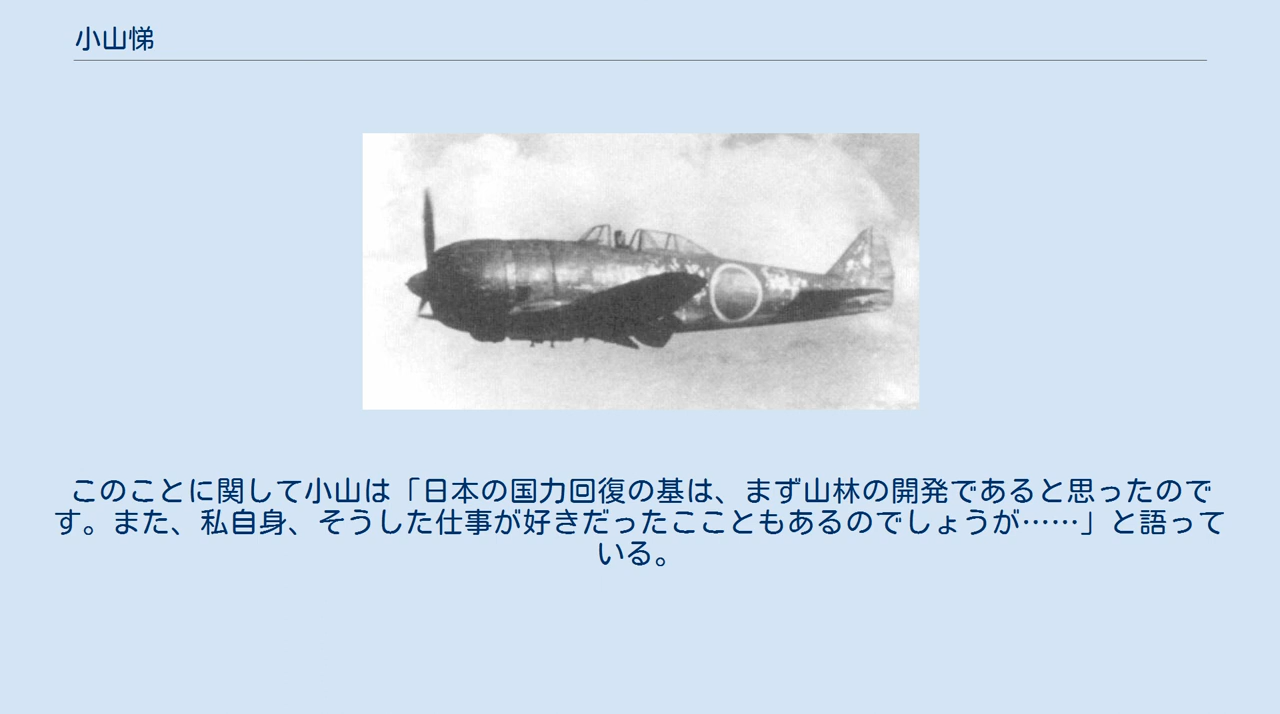 小山悌
このことに関して小山は「日本の国力回復の基は、まず山林の開発であると思ったので
す。また、私自身、そうした仕事が好きだったこここともあるのでしょうが……」と語って
いる。